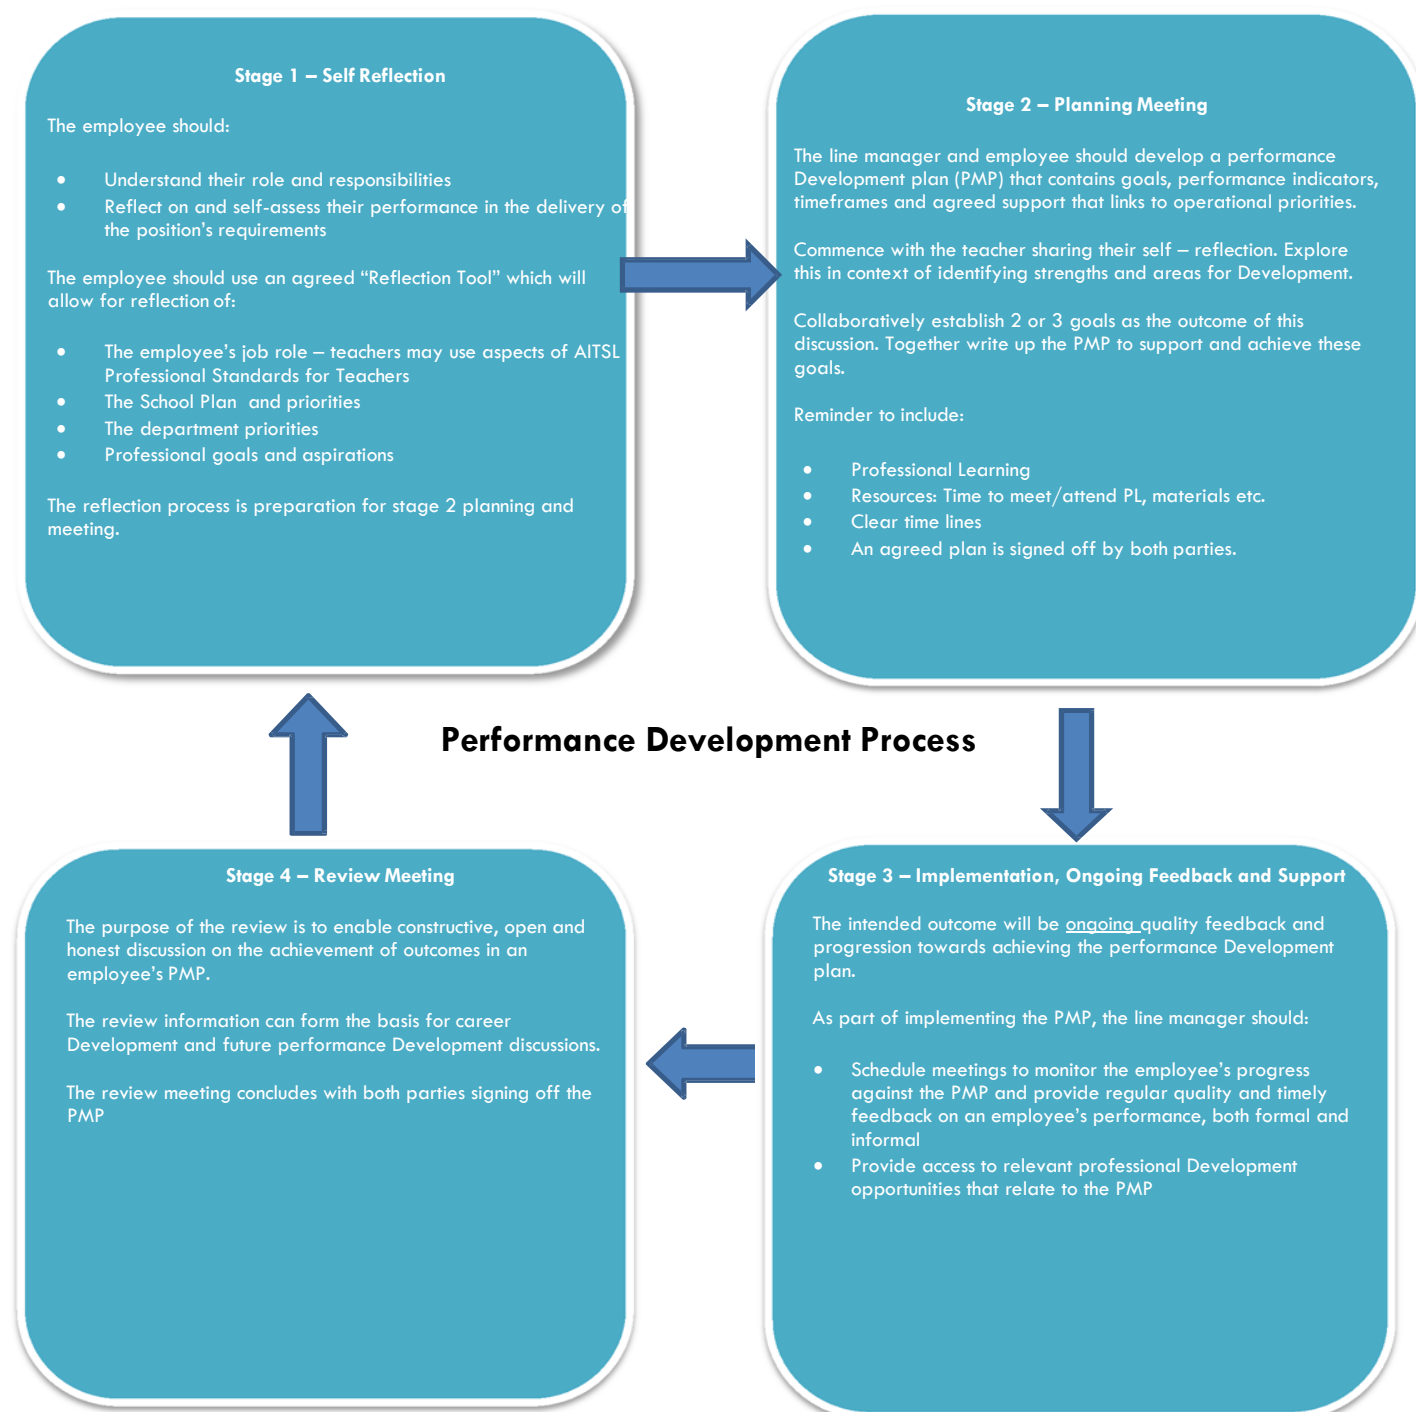 Stage 1 – Self Reflection
The employee should:
• Understand their role and responsibilities
• Reflect on and self-assess their performance in the delivery of
the position's requirements
The employee should use an agreed “Reflection Tool” which will
allow for reflection of:
• The employee's job role – teachers may use aspects of AITSL
Professional Standards for Teachers
• The School Plan and priorities
• The department priorities
• Professional goals and aspirations
The reflection process is preparation for stage 2 planning and
meeting.
Stage 2 – Planning Meeting
The line manager and employee should develop a performance
Development plan (PMP) that contains goals, performance indicators,
timeframes and agreed support that links to operational priorities.
Commence with the teacher sharing their self – reflection. Explore
this in context of identifying strengths and areas for Development.
Collaboratively establish 2 or 3 goals as the outcome of this
discussion. Together write up the PMP to support and achieve these
goals.
Reminder to include:
• Professional Learning
• Resources: Time to meet/attend PL, materials etc.
• Clear time lines
• An agreed plan is signed off by both parties.
Performance Development Process
Stage 4 – Review Meeting
The purpose of the review is to enable constructive, open and
honest discussion on the achievement of outcomes in an
employee's PMP.
The review information can form the basis for career
Development and future performance Development discussions.
The review meeting concludes with both parties signing off the
PMP
Stage 3 – Implementation, Ongoing Feedback and Support
The intended outcome will be ongoing quality feedback and
progression towards achieving the performance Development
plan.
As part of implementing the PMP, the line manager should:
• Schedule meetings to monitor the employee's progress
against the PMP and provide regular quality and timely
feedback on an employee's performance, both formal and
informal
• Provide access to relevant professional Development
opportunities that relate to the PMP